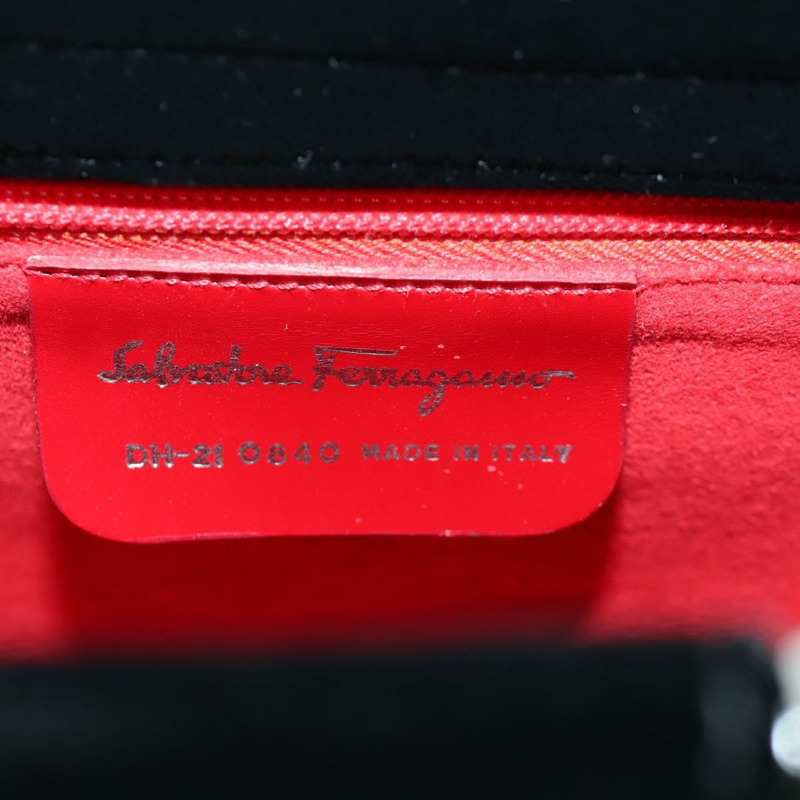 Salvatore Ferragamo
DH-21 0840 MADE IN ITALY